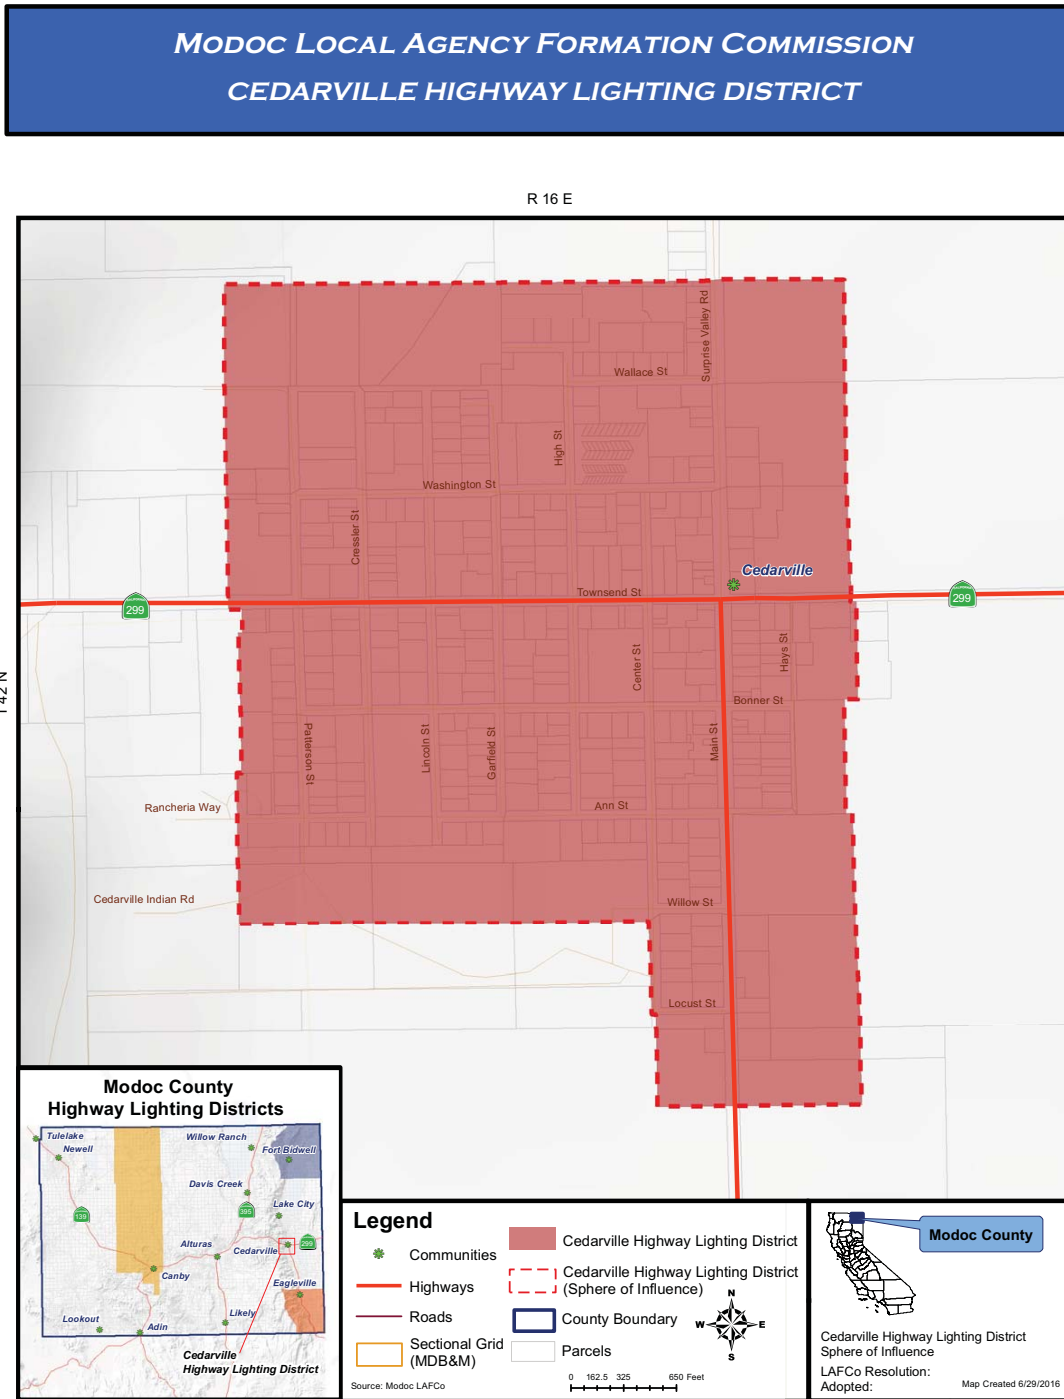 MODOC LOCAL AGENCY FORMATION COMMISSION
CEDARVILLE HIGHWAY LIGHTING DISTRICT
R 16 E
T 42 N
Surprise Valley Rd
Wallace St
High St
Washington St
Cressler St
Cedarville
Townsend St
299
299
Center St
Hays St
Bonner St
Patterson St
Lincoln St
Garfield St
Main St
Rancheria Way
Ann St
Cedarville Indian Rd
Willow St
Locust St
Modoc County
Highway Lighting Districts
Tulelake
Newell
Willow Ranch
Fort Bidwell
Davis Creek
Lake City
139
395
299
Alturas
Cedarville
Canby
Eagleville
Likely
Lookout
Adin
Cedarville
Highway Lighting District
Legend
Communities
Highways
Roads
Sectional Grid
(MDB&M)
Source: Modoc LAFCo
Cedarville Highway Lighting District
Cedarville Highway Lighting District
(Sphere of Influence)
County Boundary
Parcels
N
W
E
S
0 162.5 325 650 Feet
Modoc County
Cedarville Highway Lighting District
Sphere of Influence
LAFCo Resolution:
Adopted:
Map Created 6/29/2016